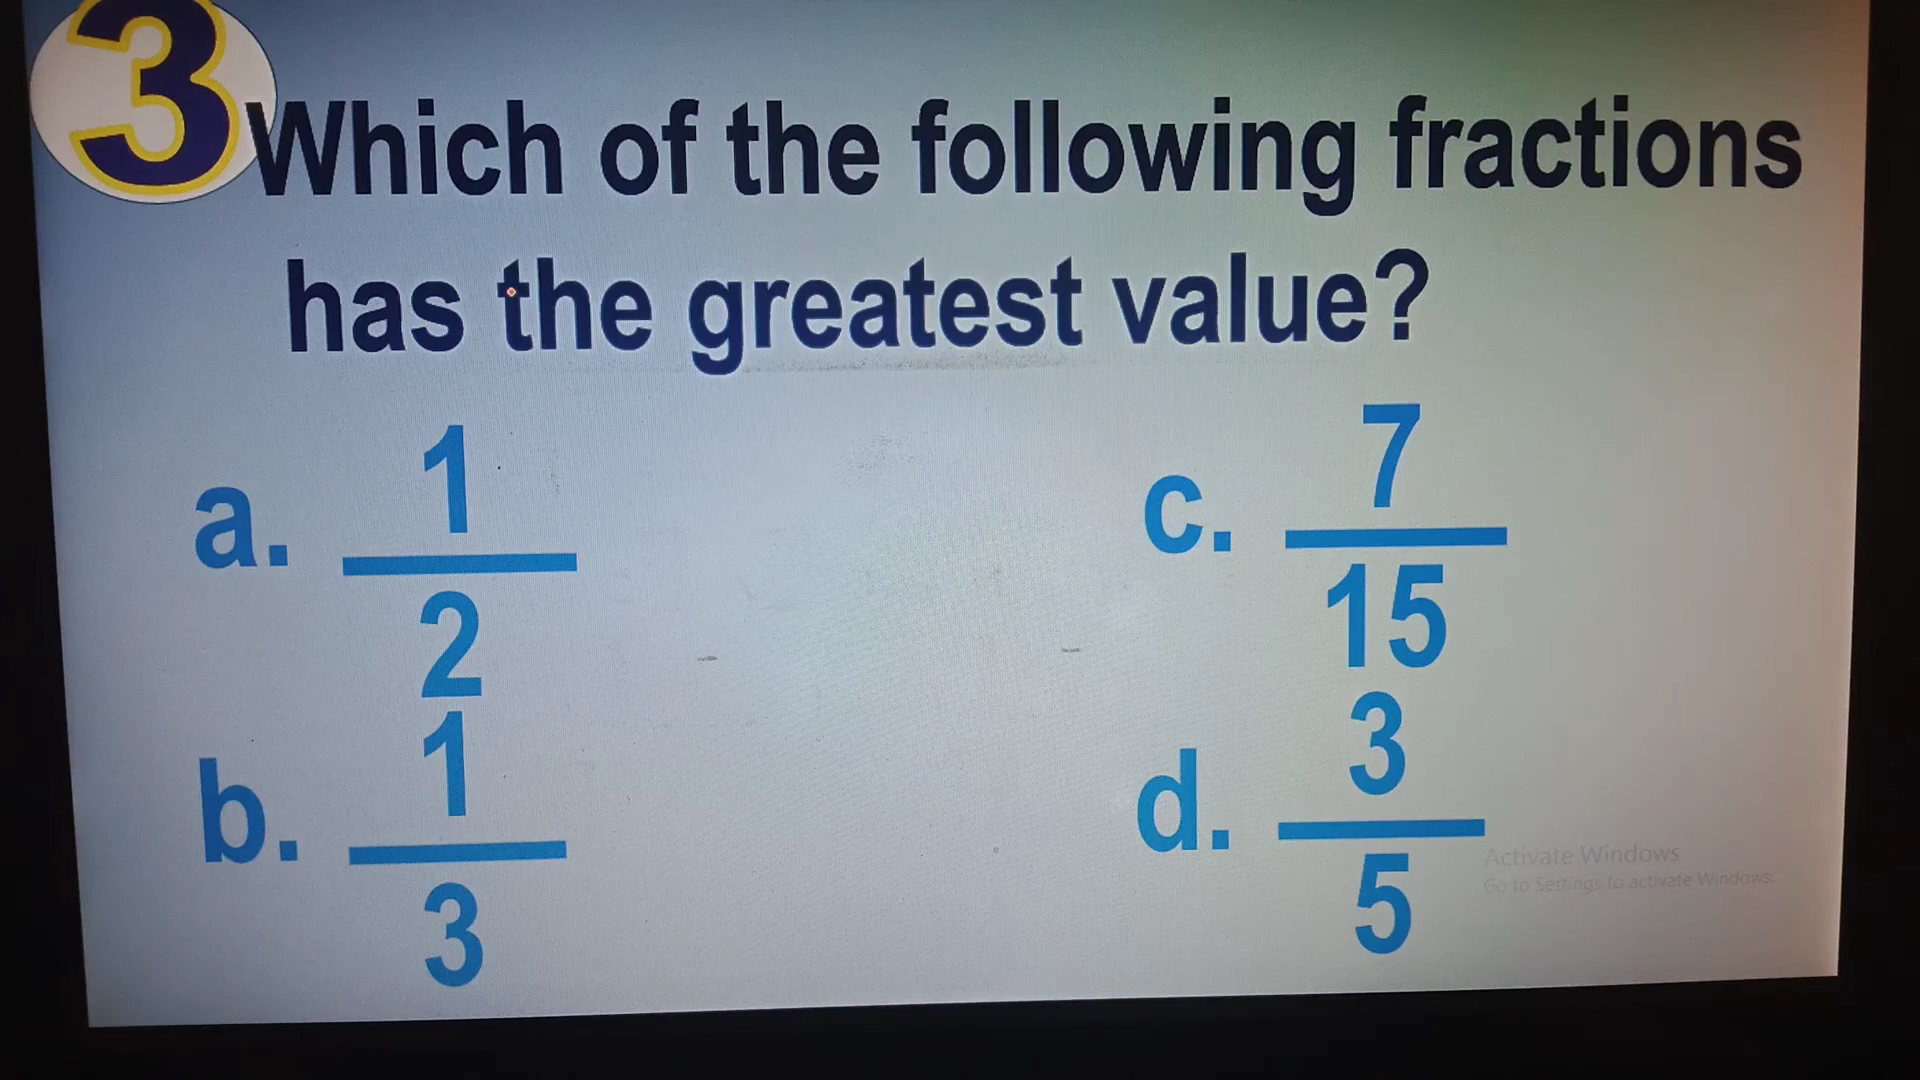 3 Which of the following fractions
has the greatest value?
a. 1/2
b. 1/3
c. 7/15
d. 3/5
Activate Windows
Go to Settings to activate Windows.